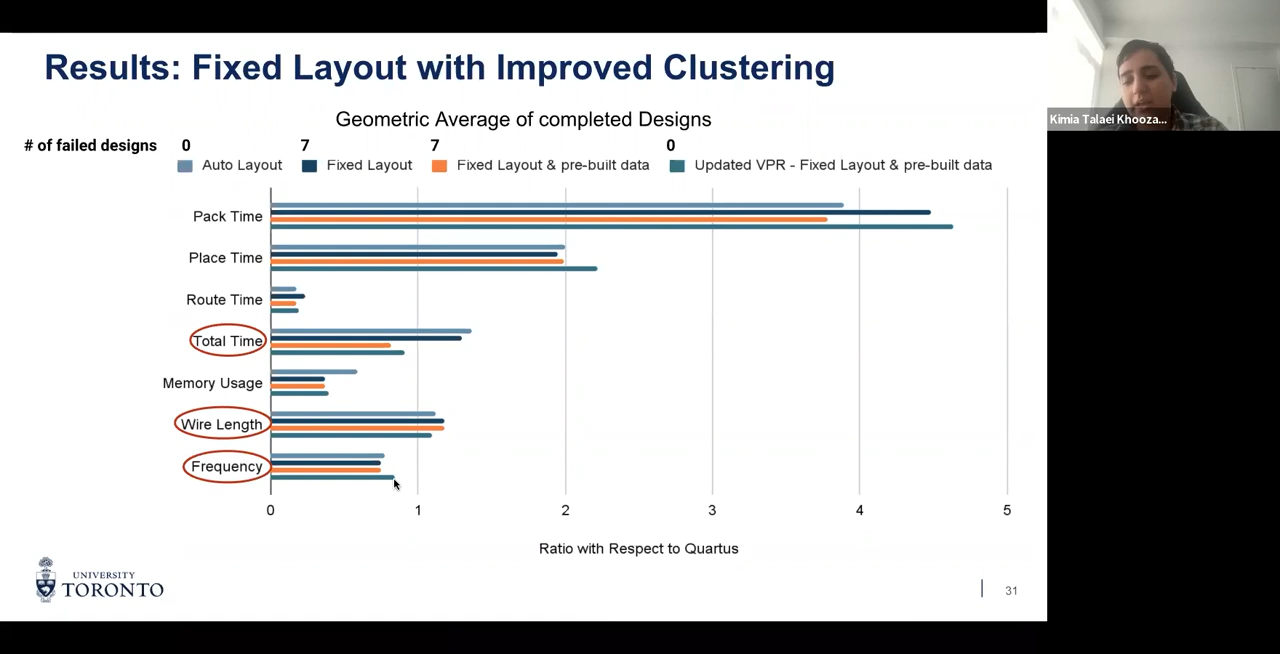 Results: Fixed Layout with Improved Clustering
Kimia Talaei Khooza...
Geometric Average of completed Designs
# of failed designs 0 7 7 0
Auto Layout Fixed Layout Fixed Layout & pre-built data Updated VPR - Fixed Layout & pre-built data
Pack Time
Place Time
Route Time
Total Time
Memory Usage
Wire Length
Frequency
0 1 2 3 4 5
Ratio with Respect to Quartus
UNIVERSITY
TORONTO
31